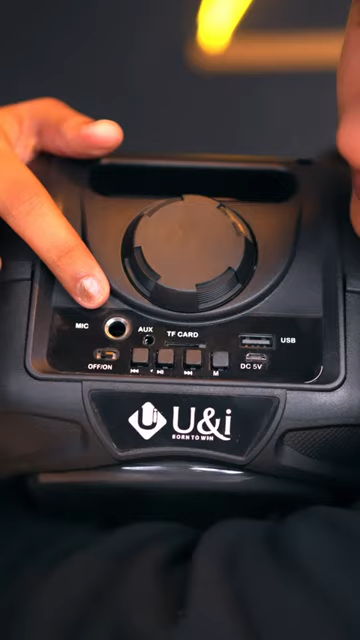 MIC
AUX
TF CARD
USB
OFF/ON
M
DC 5V
U&i
BORN TO WIN